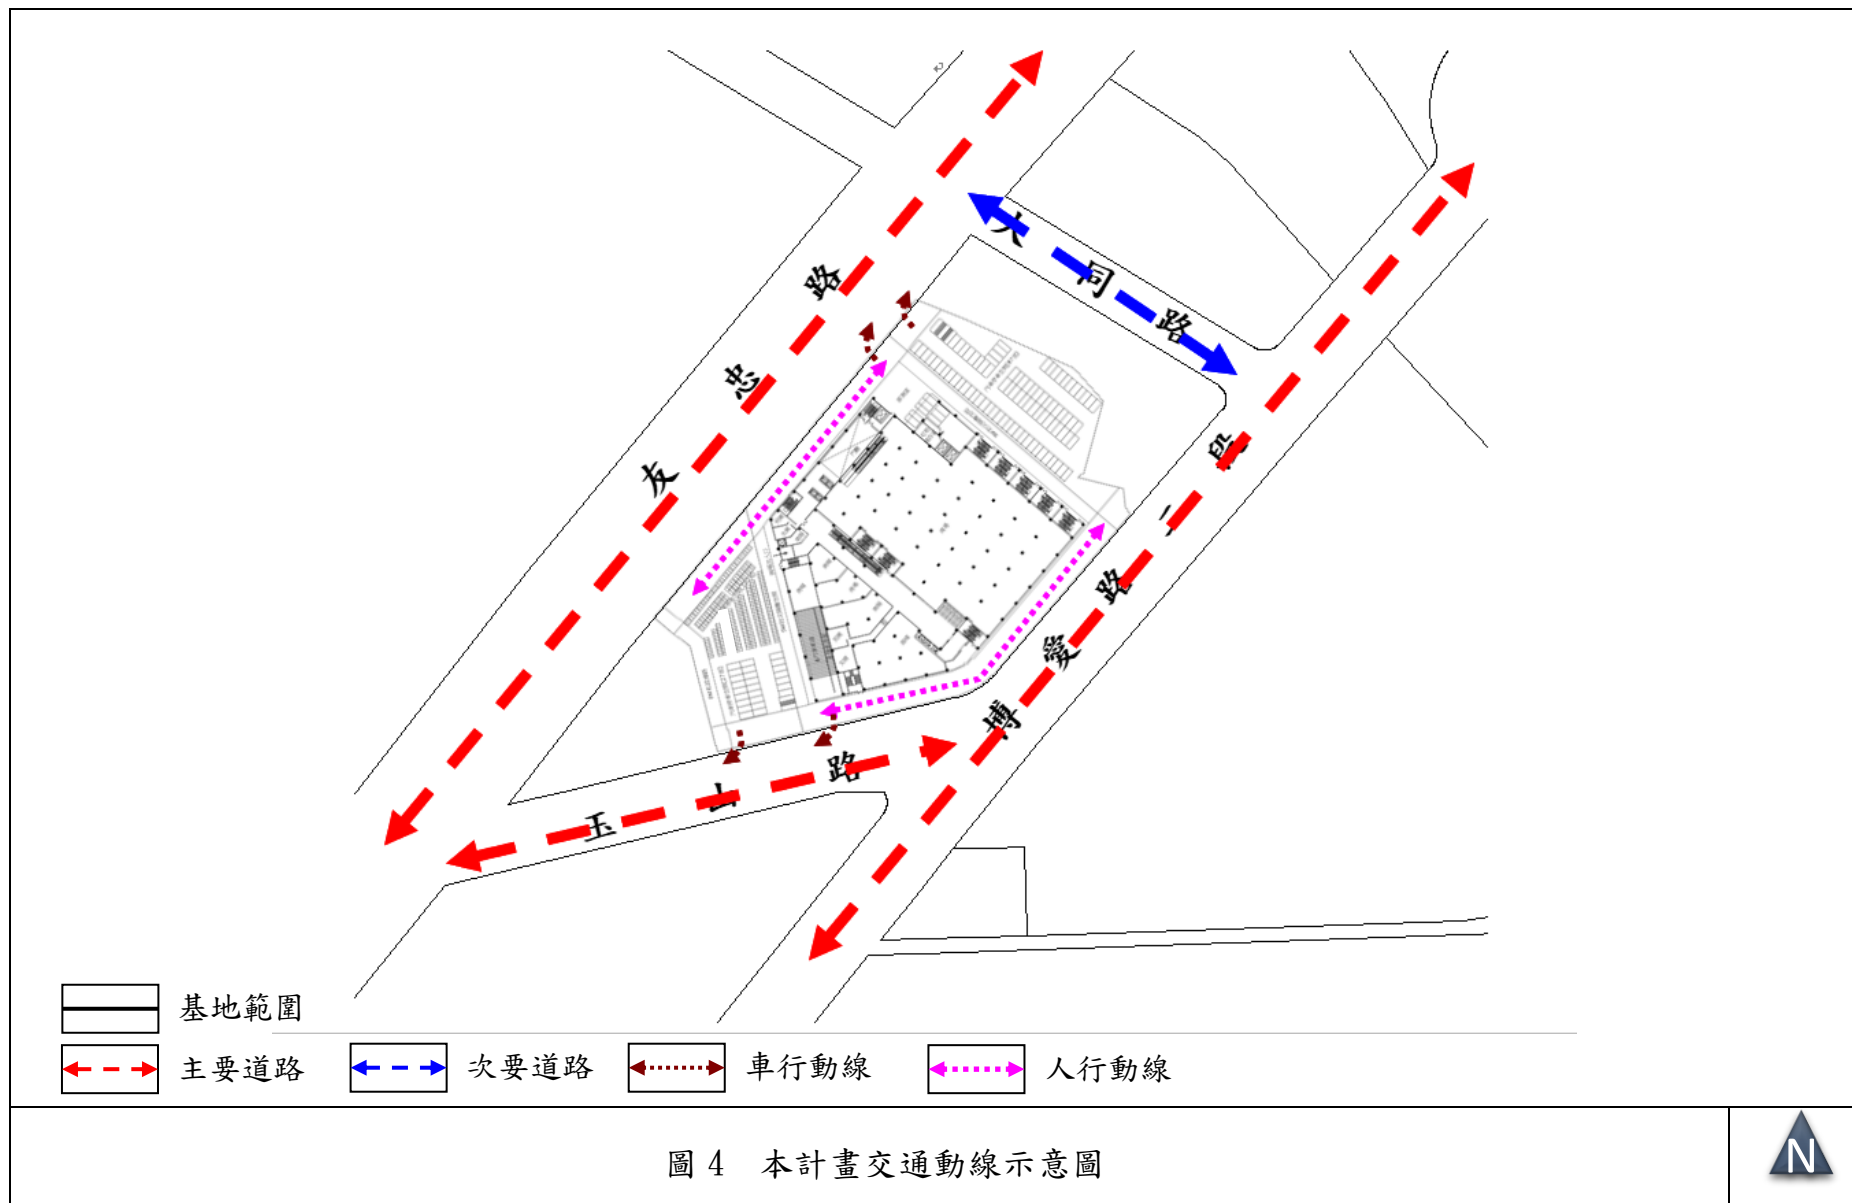 大同路
友忠路
博愛路二段
玉山路
基地範圍
主要道路
次要道路
車行動線
人行動線
圖 4 本計畫交通動線示意圖
N